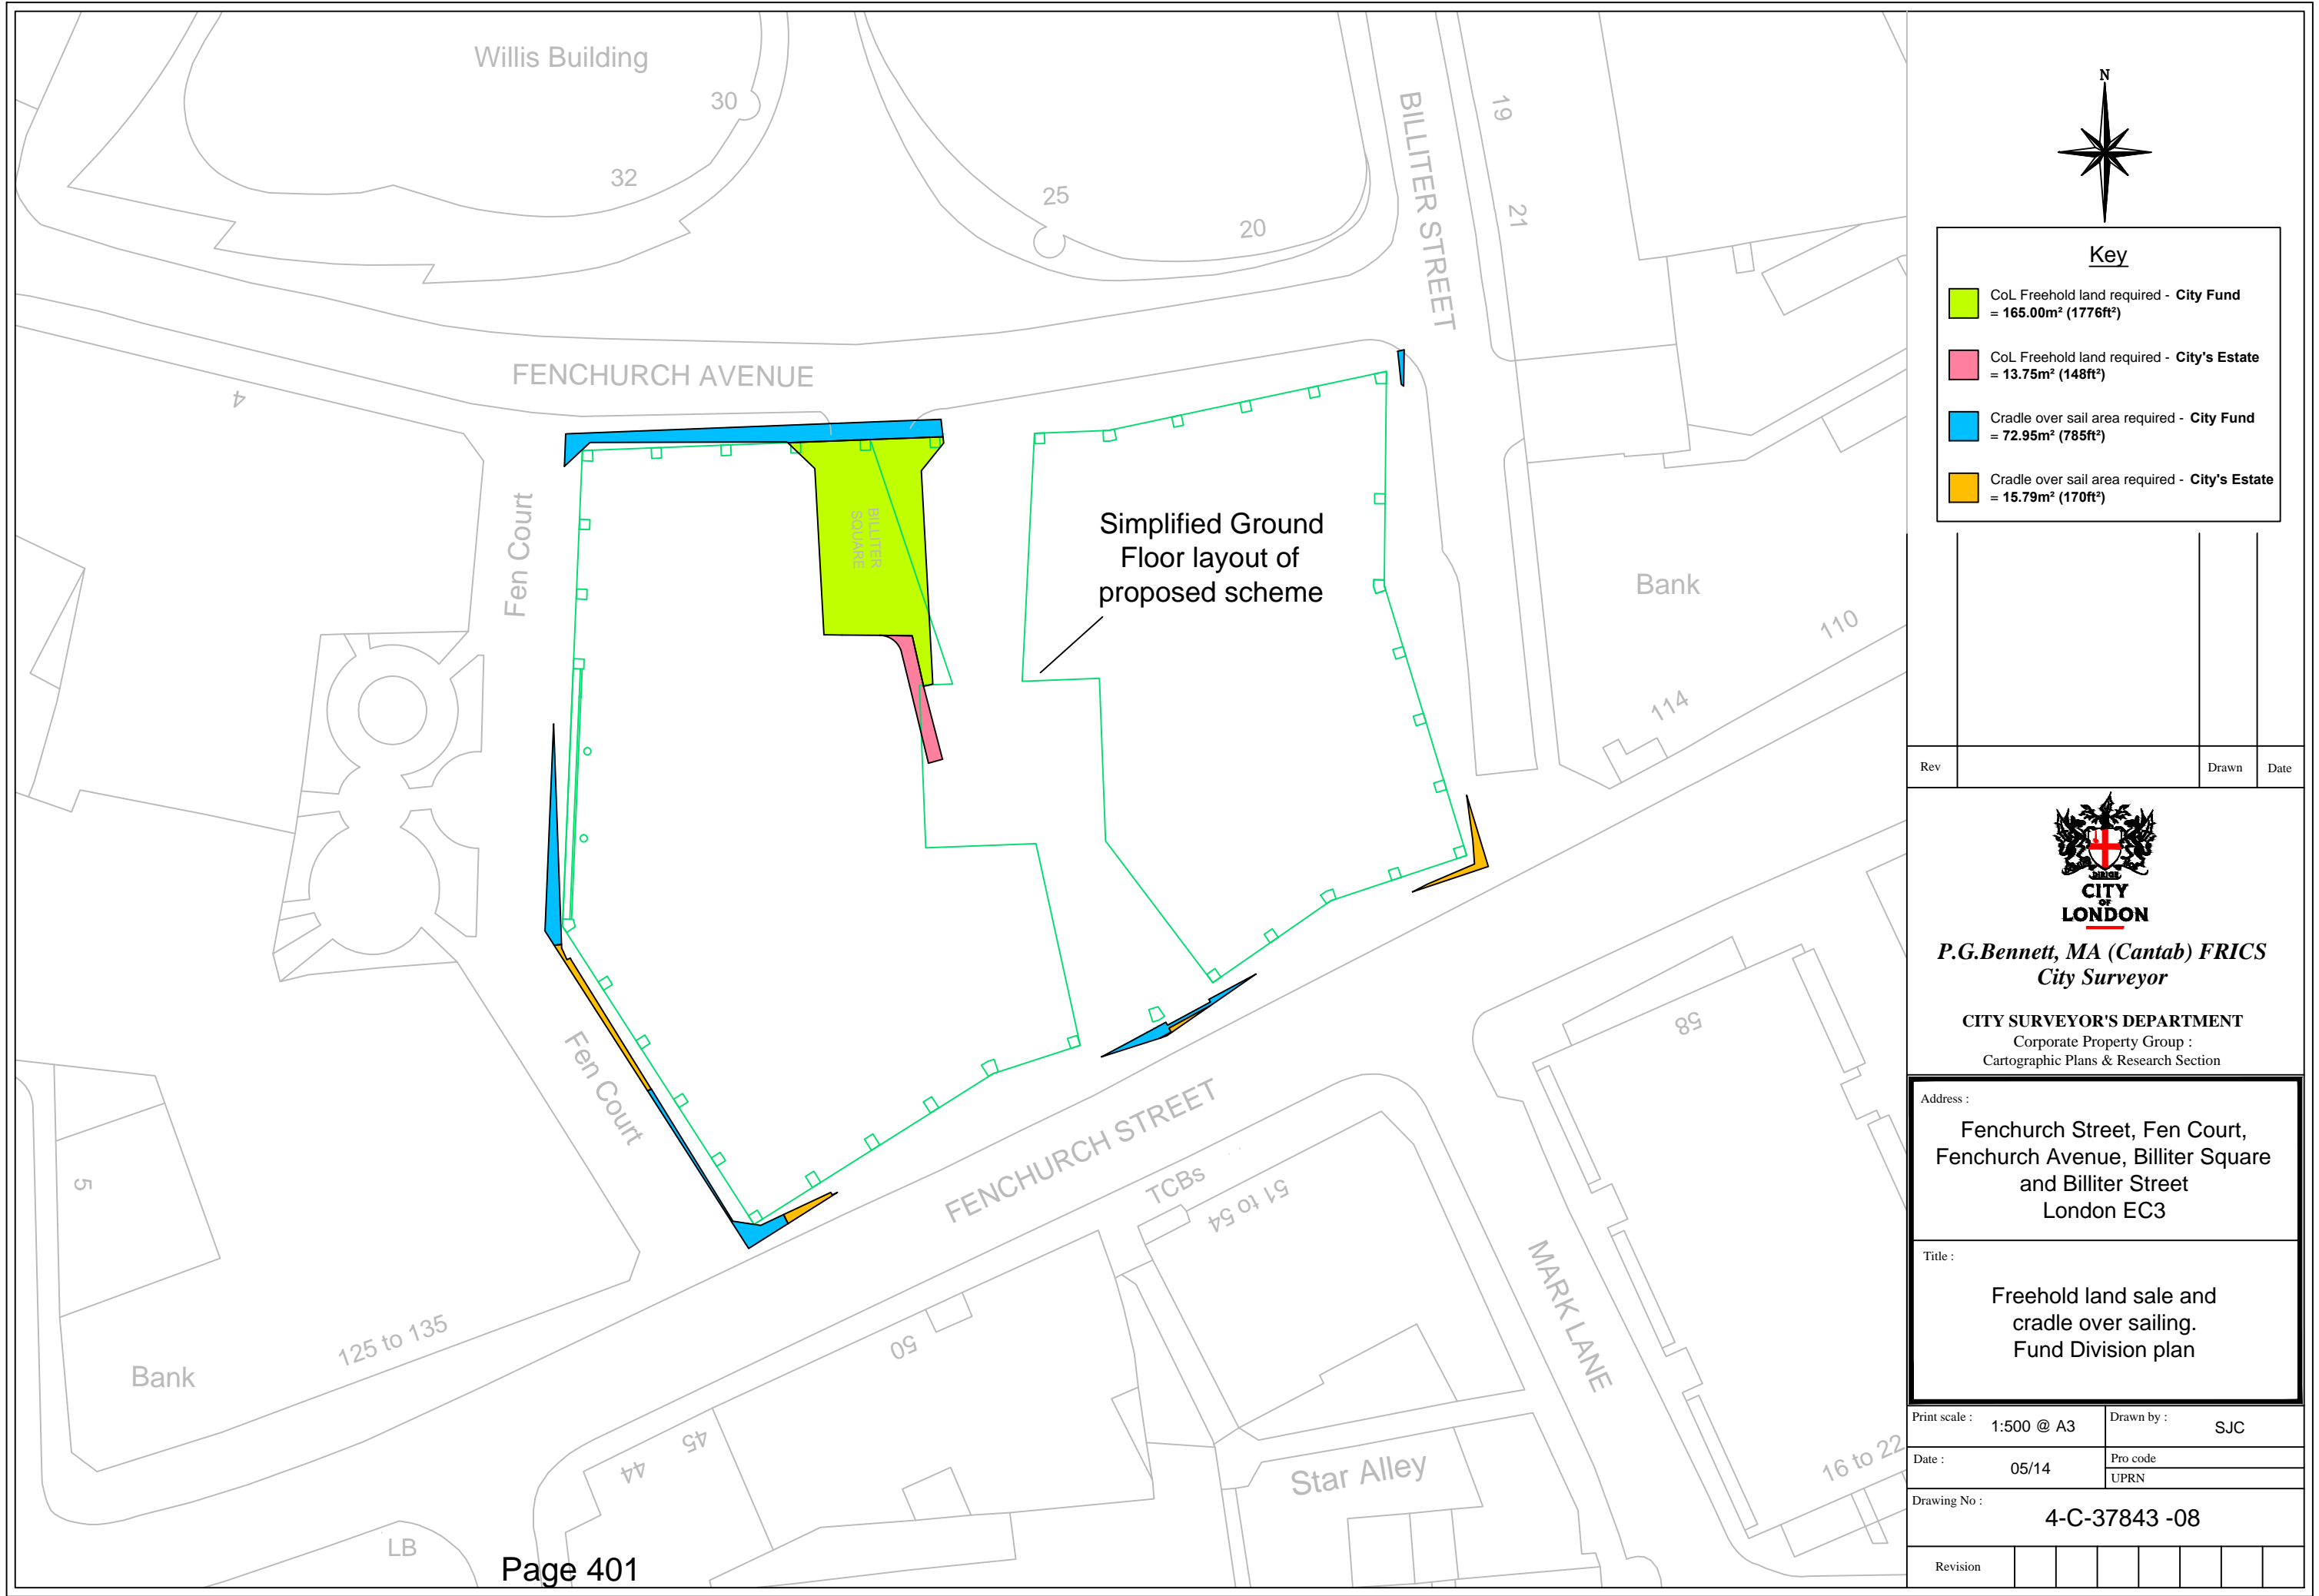 Willis Building
30
32
25
20
BILLITER STREET
19
21
FENCHURCH AVENUE
4
Fen Court
BILLITER
SQUARE
Simplified Ground
Floor layout of
proposed scheme
Bank
110
114
Fen Court
FENCHURCH STREET
TCBs
51 to 54
58
MARK LANE
5
Bank
125 to 135
50
45
44
Star Alley
16 to 22
LB
Page 401
N
Key
CoL Freehold land required - City Fund
= 165.00m² (1776ft²)
CoL Freehold land required - City's Estate
= 13.75m² (148ft²)
Cradle over sail area required - City Fund
= 72.95m² (785ft²)
Cradle over sail area required - City's Estate
= 15.79m² (170ft²)
Rev
Drawn
Date
DIRIGE
CITY
OF
LONDON
P.G.Bennett, MA (Cantab) FRICS
City Surveyor
CITY SURVEYOR'S DEPARTMENT
Corporate Property Group :
Cartographic Plans & Research Section
Address :
Fenchurch Street, Fen Court,
Fenchurch Avenue, Billiter Square
and Billiter Street
London EC3
Title :
Freehold land sale and
cradle over sailing.
Fund Division plan
Print scale : 1:500 @ A3
Drawn by : SJC
Date : 05/14
Pro code
UPRN
Drawing No :
4-C-37843 -08
Revision